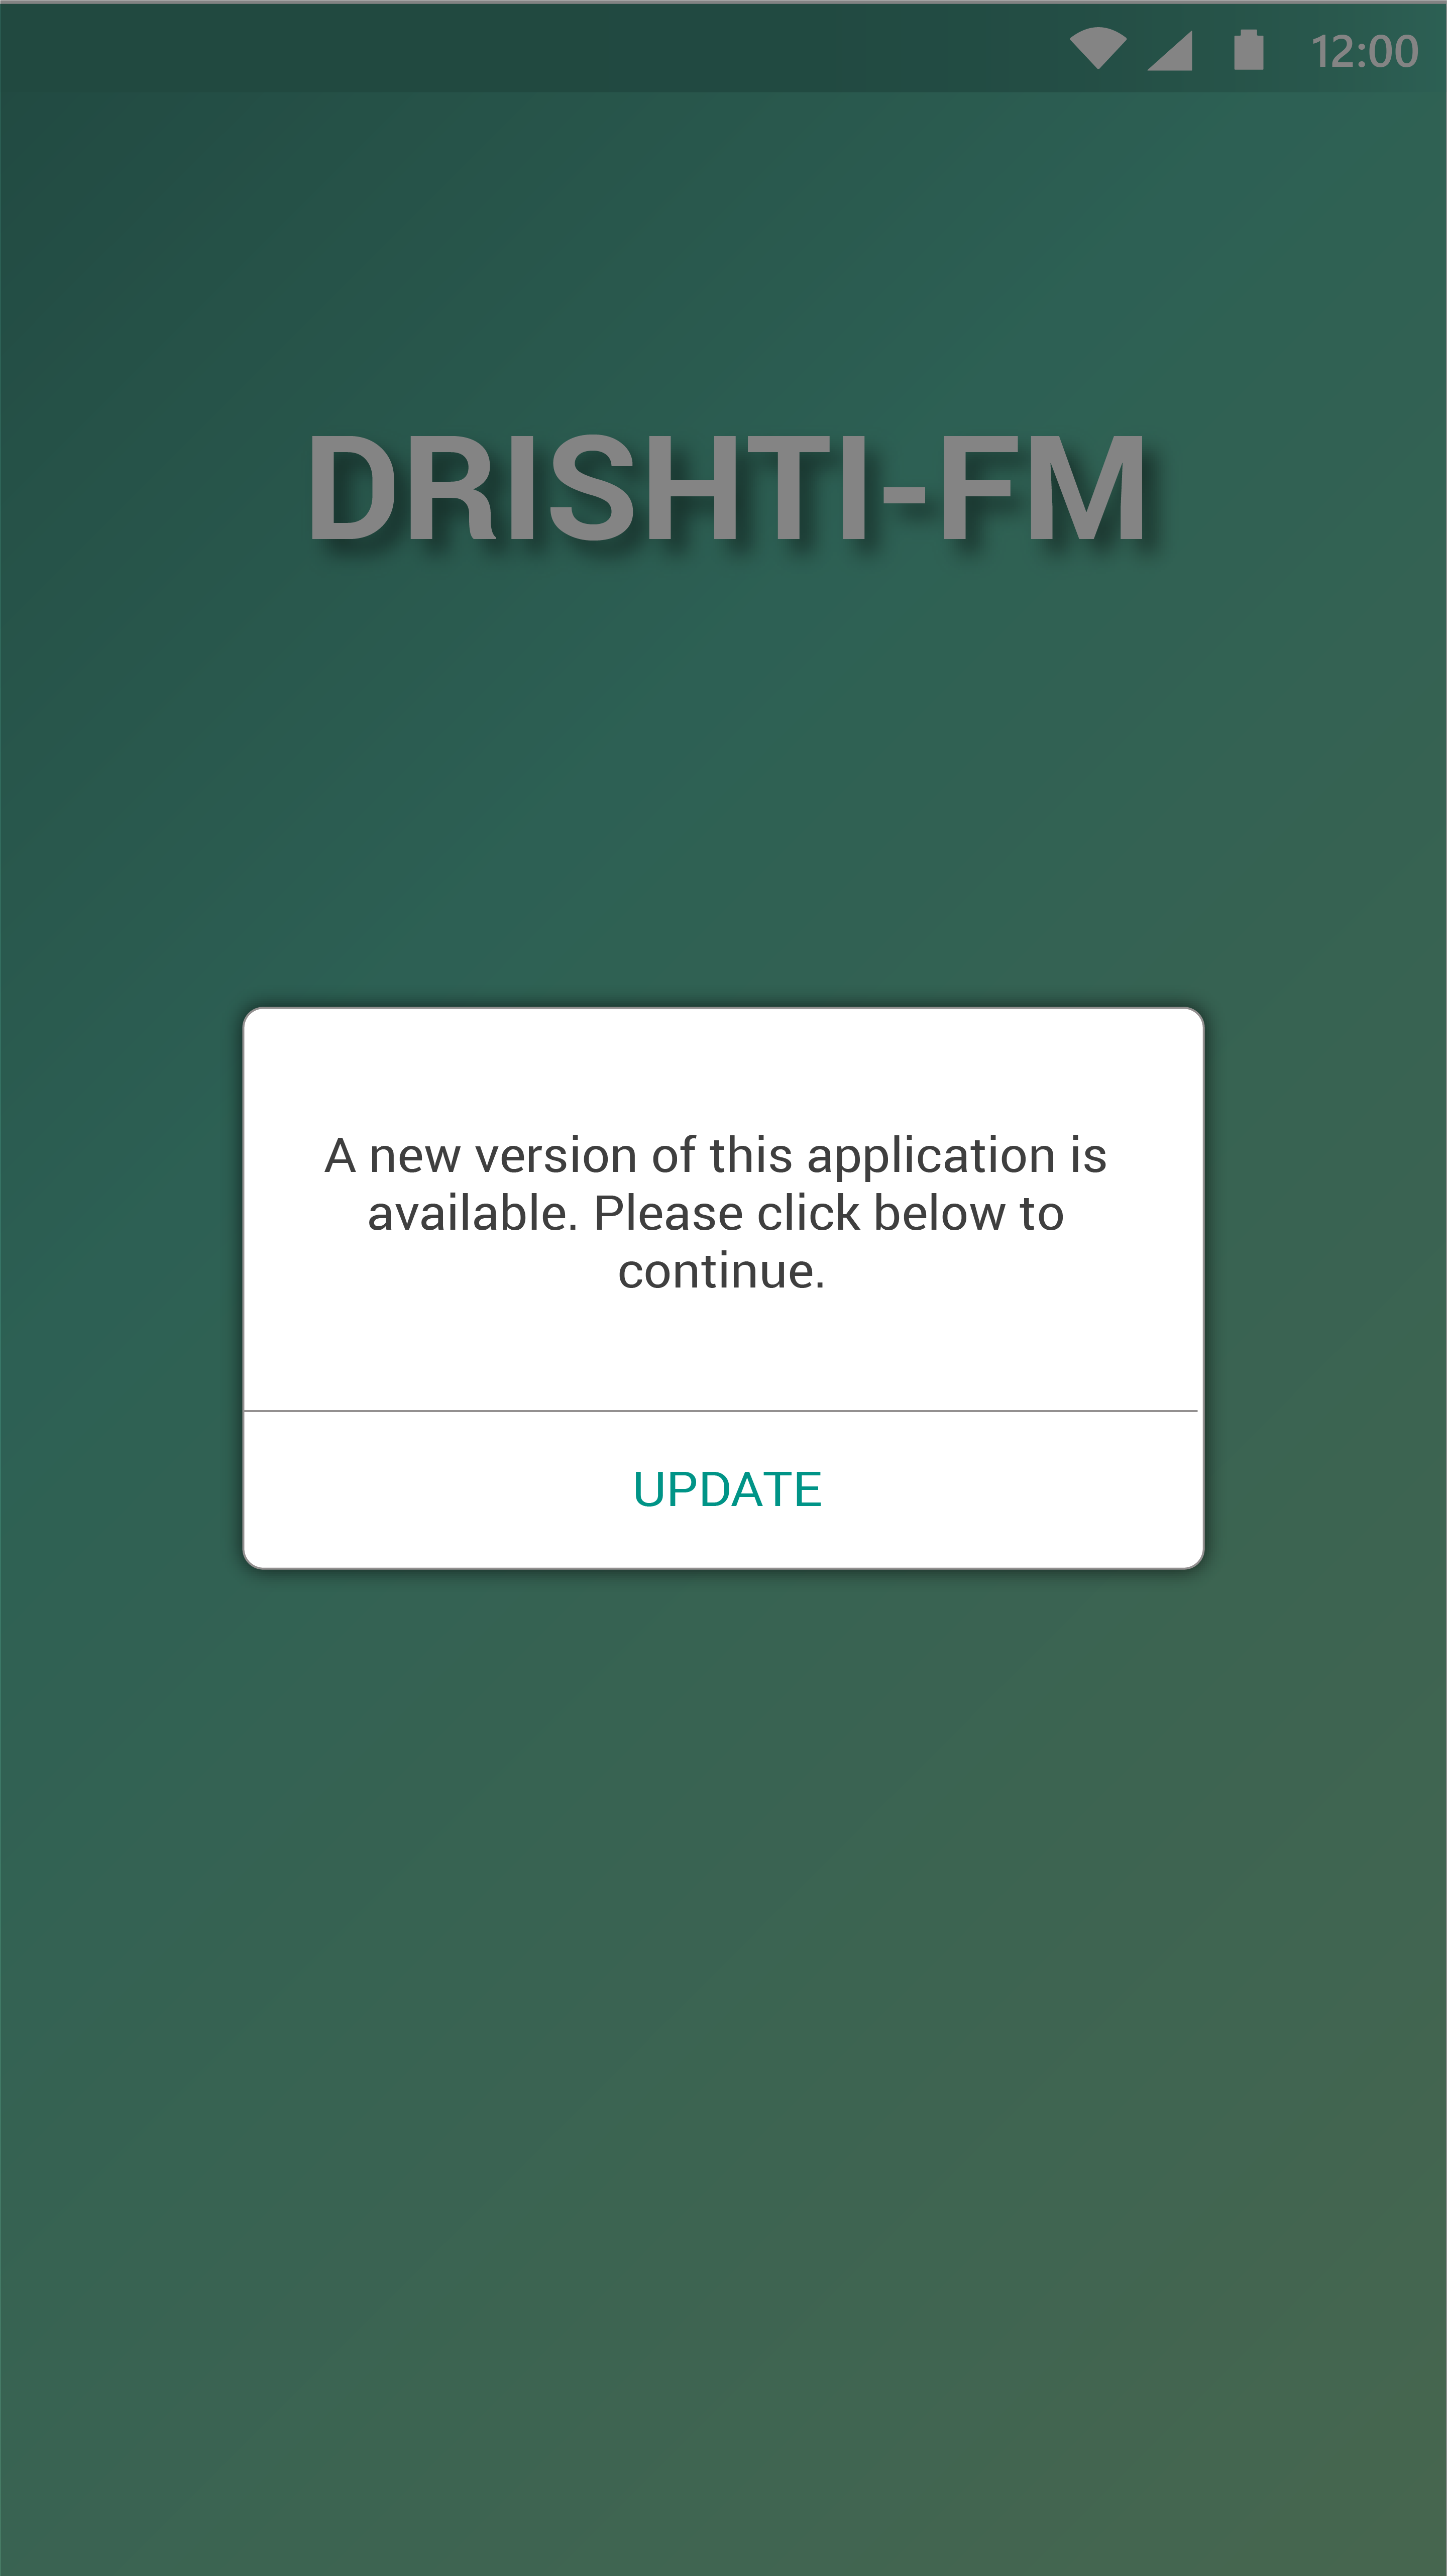 12:00
DRISHTI-FM
A new version of this application is
available. Please click below to
continue.
UPDATE